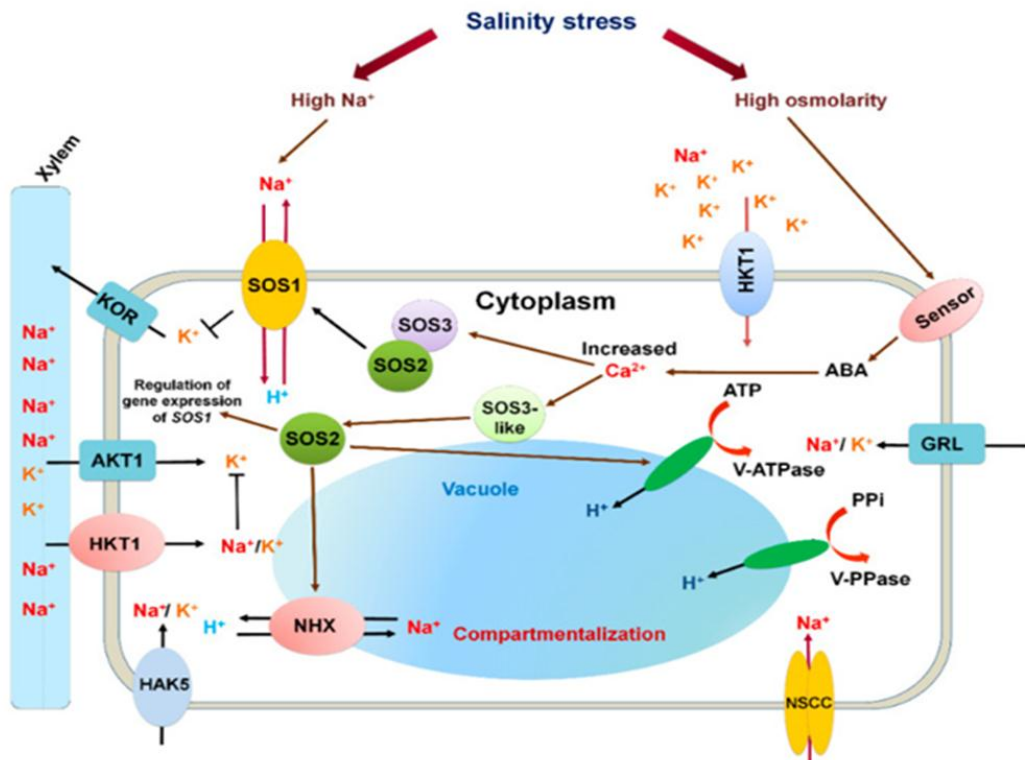 Salinity stress
High Na⁺
High osmolarity
Xylem
Na⁺
Na⁺
K⁺
K⁺
K⁺
K⁺
K⁺
K⁺
K⁺
HKT1
SOS1
KOR
K⁺
Cytoplasm
Sensor
SOS3
SOS2
Increased
Ca²⁺
ABA
H⁺
Regulation of
gene expression
of SOS1
SOS2
SOS3-
like
ATP
V-ATPase
Na⁺/ K⁺
GRL
Na⁺
Na⁺
Na⁺
Na⁺
K⁺
K⁺
Na⁺
Na⁺
AKT1
K⁺
Vacuole
H⁺
PPi
V-PPase
H⁺
HKT1
Na⁺/K⁺
Na⁺/ K⁺
H⁺
NHX
Na⁺
Compartmentalization
HAK5
Na⁺
NSCC